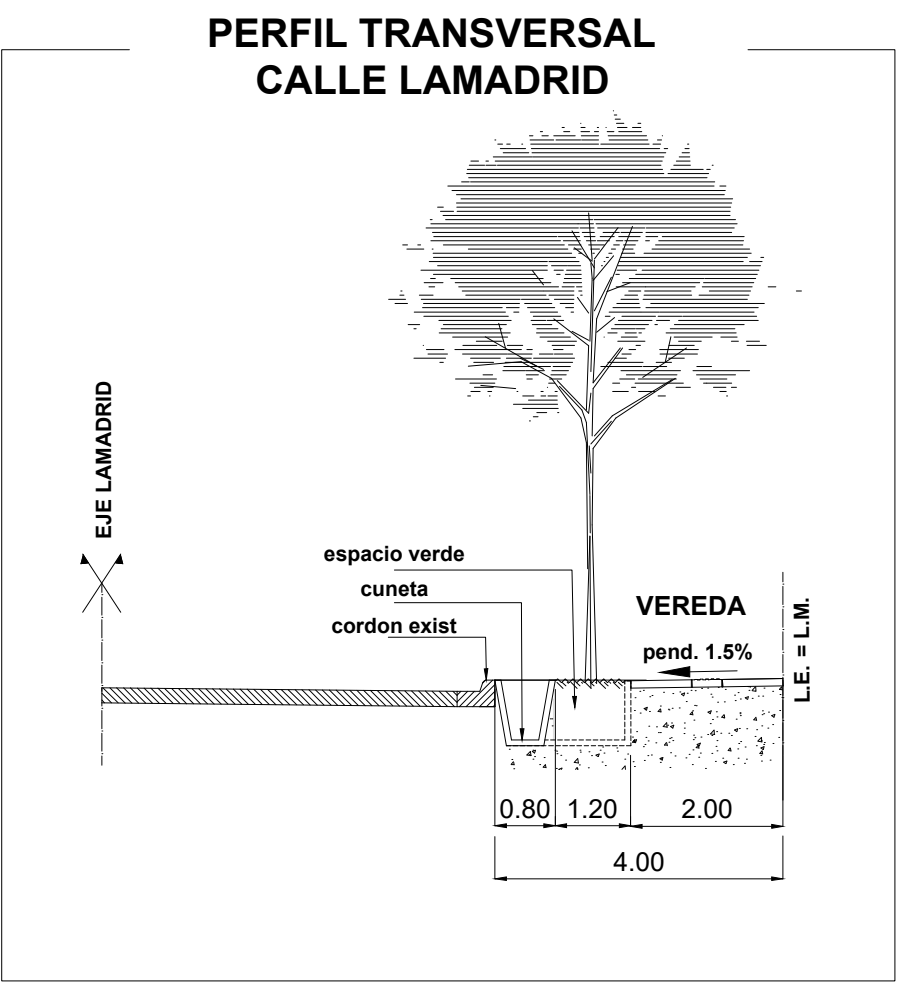 PERFIL TRANSVERSAL
CALLE LAMADRID
EJE LAMADRID
espacio verde
cuneta
cordon exist
VEREDA
pend. 1.5%
L.E. = L.M.
0.80 1.20 2.00
4.00